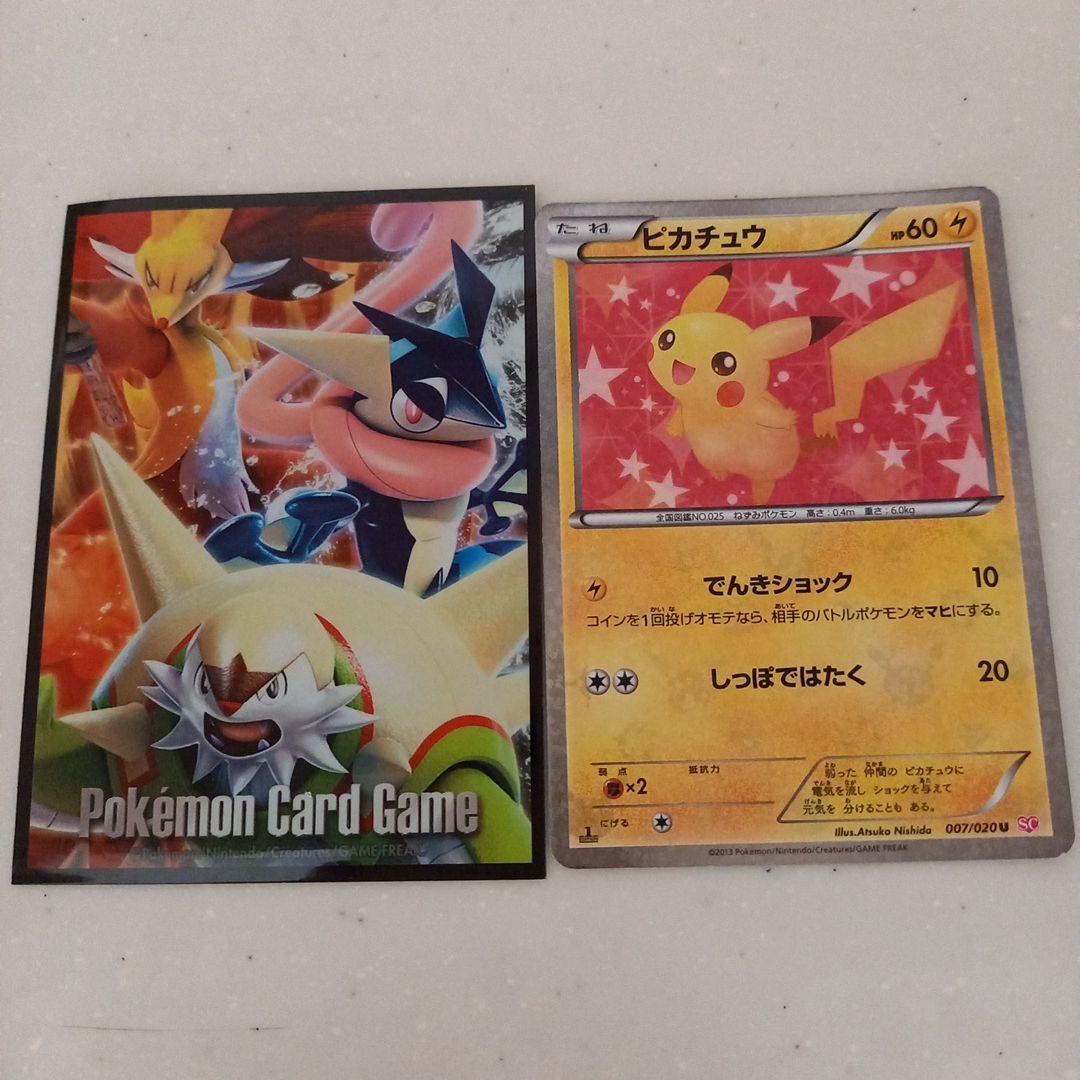 Pokémon Card Game
Pokémon/Nintendo/Creatures/GAME FREAK
たね ピカチュウ HP60
全国図鑑NO.025 ねずみポケモン 高さ:0.4m 重さ:6.0kg
でんきショック 10
コインを1回投げオモテなら、相手のバトルポケモンをマヒにする。
しっぽではたく 20
弱点 抵抗力
×2
にげる
弱った 仲間の ピカチュウに
電気を流し ショックを与えて
元気を 分けることも ある。
1
Illus.Atsuko Nishida 007/020 U SC
©2013 Pokémon/Nintendo/Creatures/GAME FREAK